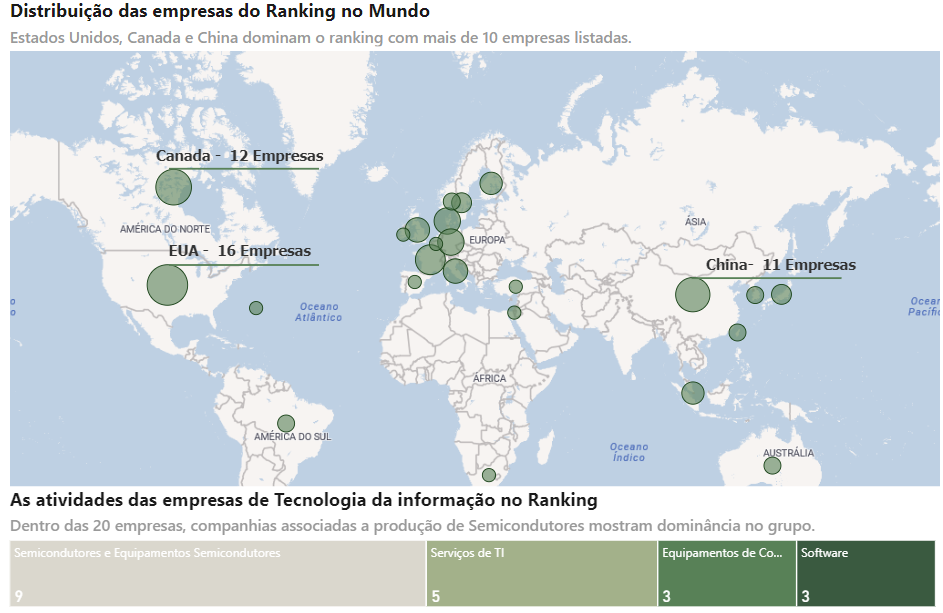 Distribuição das empresas do Ranking no Mundo
Estados Unidos, Canada e China dominam o ranking com mais de 10 empresas listadas.
Canada -  12 Empresas
AMÉRICA DO NORTE
ÁSIA
EUROPA
EUA -  16 Empresas
China-  11 Empresas
o
o
Oceano
Atlântico
Ocean
Pacífic
ÁFRICA
AMÉRICA DO SUL
Oceano
Índico
AUSTRÁLIA
As atividades das empresas de Tecnologia da informação no Ranking
Dentro das 20 empresas, companhias associadas a produção de Semicondutores mostram dominância no grupo.
Semicondutores e Equipamentos Semicondutores
Serviços de TI
Equipamentos de Co...
Software
9
5
3
3